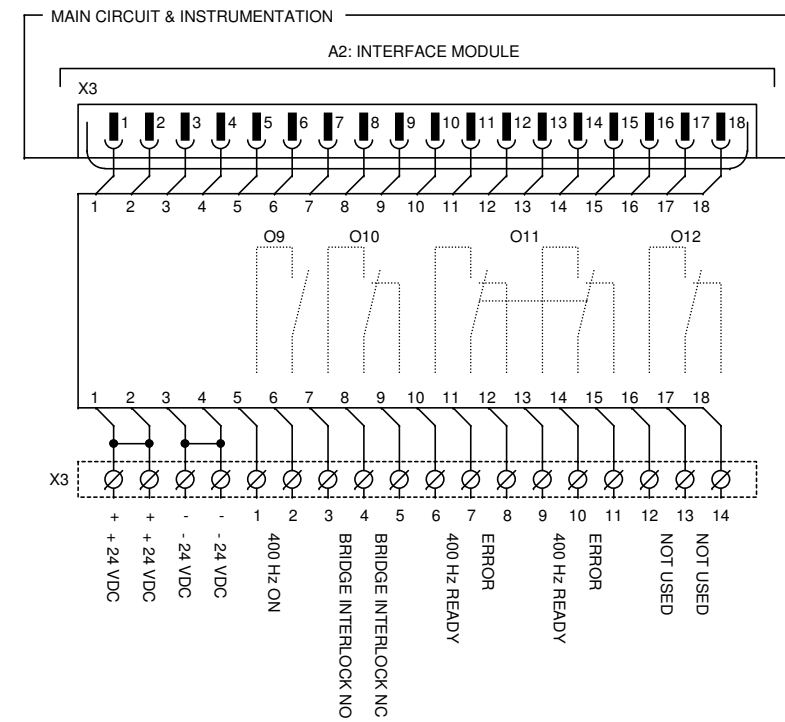 MAIN CIRCUIT & INSTRUMENTATION
A2: INTERFACE MODULE
X3
1 2 3 4 5 6 7 8 9 10 11 12 13 14 15 16 17 18
1 2 3 4 5 6 7 8 9 10 11 12 13 14 15 16 17 18
O9 O10 O11 O12
1 2 3 4 5 6 7 8 9 10 11 12 13 14 15 16 17 18
X3
+ + - - 1 2 3 4 5 6 7 8 9 10 11 12 13 14
+ 24 VDC
+ 24 VDC
- 24 VDC
- 24 VDC
400 Hz ON
BRIDGE INTERLOCK NO
BRIDGE INTERLOCK NC
400 Hz READY
ERROR
400 Hz READY
ERROR
NOT USED
NOT USED